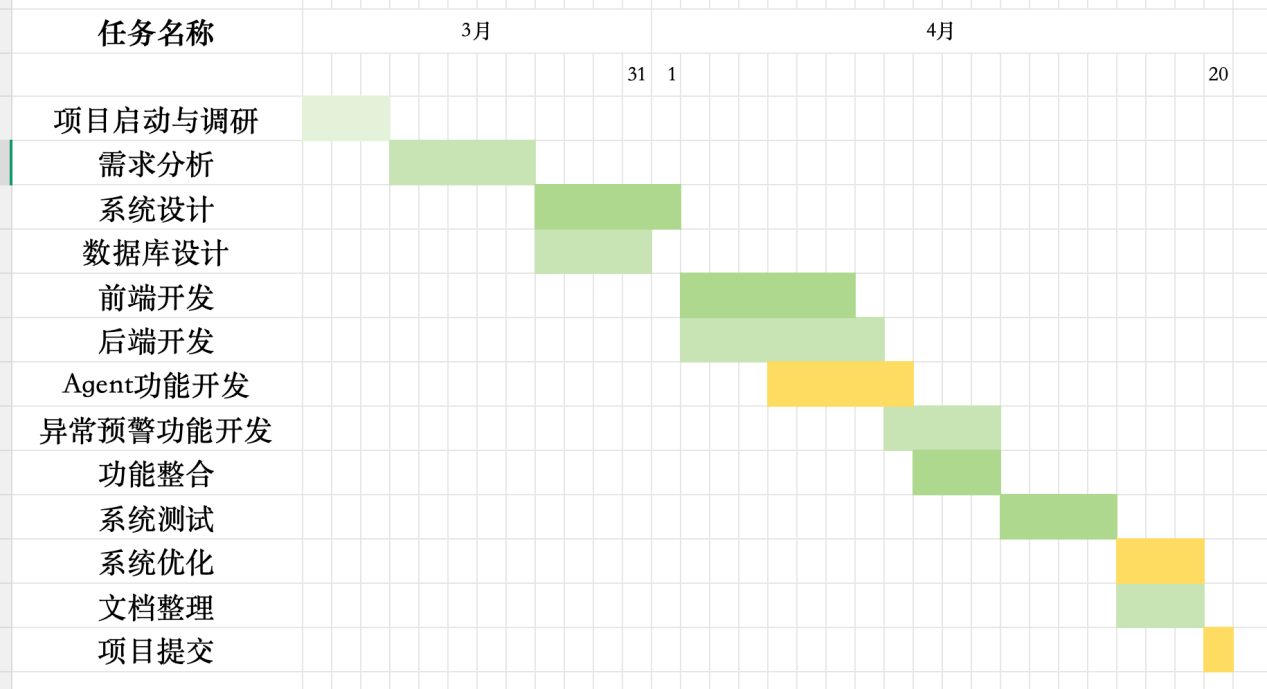 任务名称 3月 4月
31 1 20
项目启动与调研
需求分析
系统设计
数据库设计
前端开发
后端开发
Agent功能开发
异常预警功能开发
功能整合
系统测试
系统优化
文档整理
项目提交